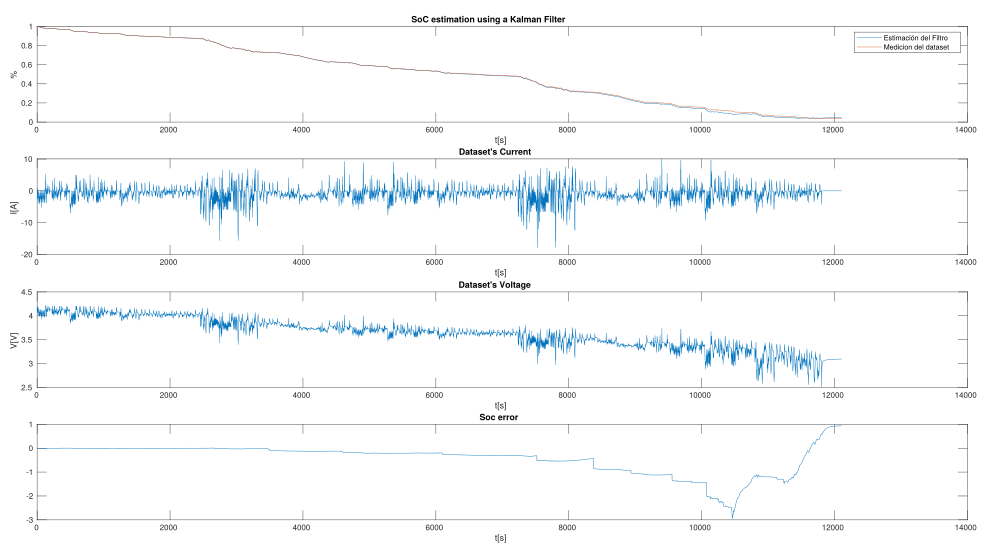 SoC estimation using a Kalman Filter
1
0.8
0.6
0.4
0.2
0
%
Estimación del Filtro
Medicion del dataset
0 2000 4000 6000 8000 10000 12000 14000
t[s]
Dataset's Current
10
0
-10
-20
I[A]
0 2000 4000 6000 8000 10000 12000 14000
t[s]
Dataset's Voltage
4.5
4
3.5
3
2.5
V[V]
0 2000 4000 6000 8000 10000 12000 14000
t[s]
Soc error
1
0
-1
-2
-3
0 2000 4000 6000 8000 10000 12000 14000
t[s]